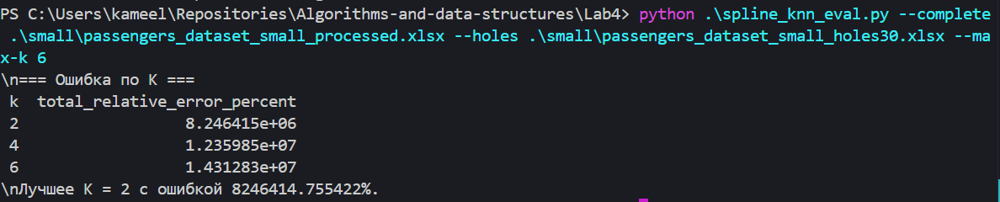 PS C:\Users\kameel\Repositories\Algorithms-and-data-structures\Lab4> python .\spline_knn_eval.py --complete
.\small\passengers_dataset_small_processed.xlsx --holes .\small\passengers_dataset_small_holes30.xlsx --ma
x-k 6
\n=== Ошибка по K ===
k total_relative_error_percent
2 8.246415e+06
4 1.235985e+07
6 1.431283e+07
\nЛучшее K = 2 с ошибкой 8246414.755422%.